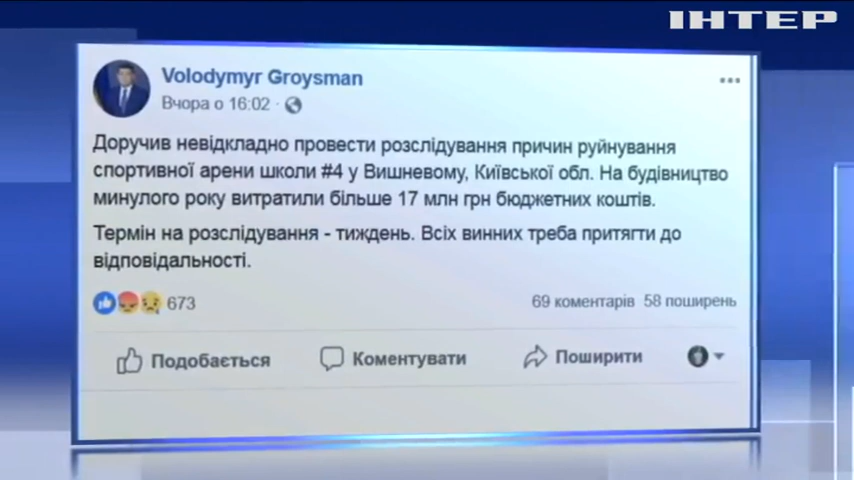 ІНТЕР
Volodymyr Groysman
Вчора о 16:02 ·
Доручив невідкладно провести розслідування причин руйнування
спортивної арени школи #4 у Вишневому, Київської обл. На будівництво
минулого року витратили більше 17 млн грн бюджетних коштів.
Термін на розслідування - тиждень. Всіх винних треба притягти до
відповідальності.
673 69 коментарів 58 поширень
Подобається Коментувати Поширити